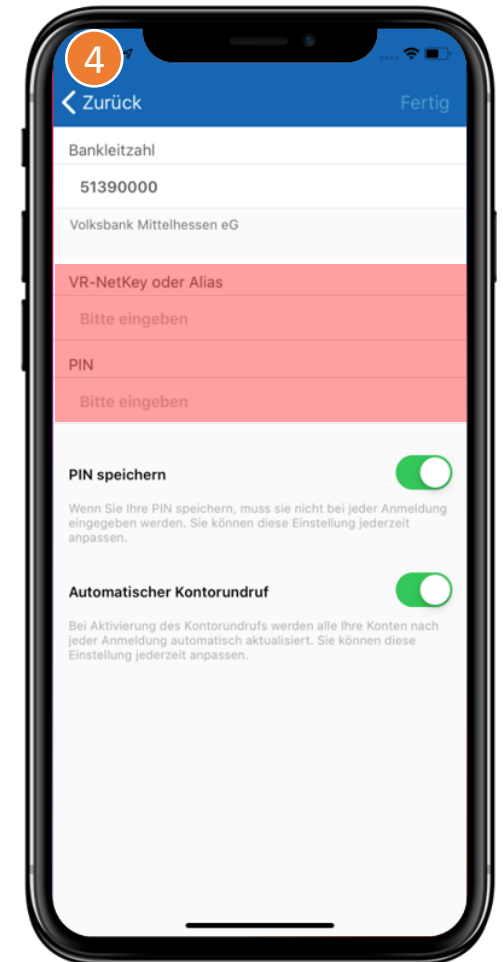 4
Zurück Fertig
Bankleitzahl
51390000
Volksbank Mittelhessen eG
VR-NetKey oder Alias
Bitte eingeben
PIN
Bitte eingeben
PIN speichern
Wenn Sie Ihre PIN speichern, muss sie nicht bei jeder Anmeldung
eingegeben werden. Sie können diese Einstellung jederzeit
anpassen.
Automatischer Kontorundruf
Bei Aktivierung des Kontorundrufs werden alle Ihre Konten nach
jeder Anmeldung automatisch aktualisiert. Sie können diese
Einstellung jederzeit anpassen.